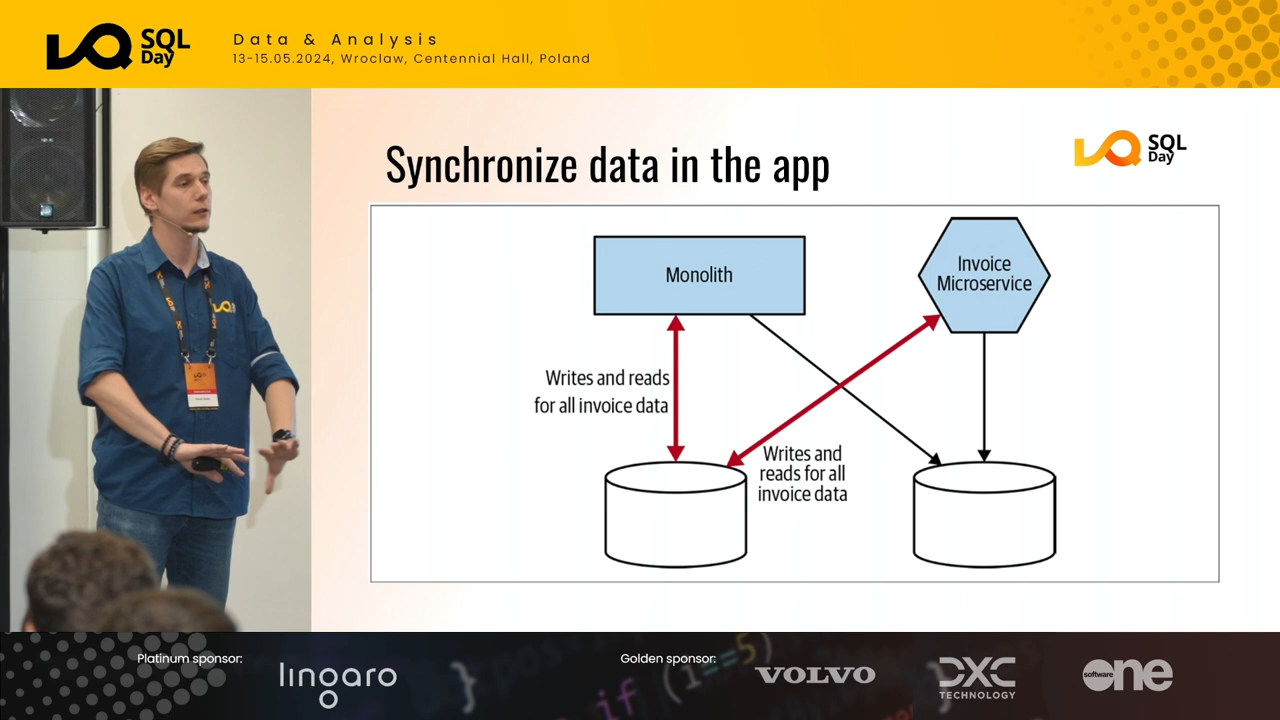 SQL
Day
Data & Analysis
13-15.05.2024, Wroclaw, Centennial Hall, Poland
Synchronize data in the app
SQL
Day
Monolith
Invoice
Microservice
Writes and reads
for all invoice data
Writes and
reads for all
invoice data
Platinum sponsor:
lingaro
Golden sponsor:
VOLVO
DXC
TECHNOLOGY
software
one